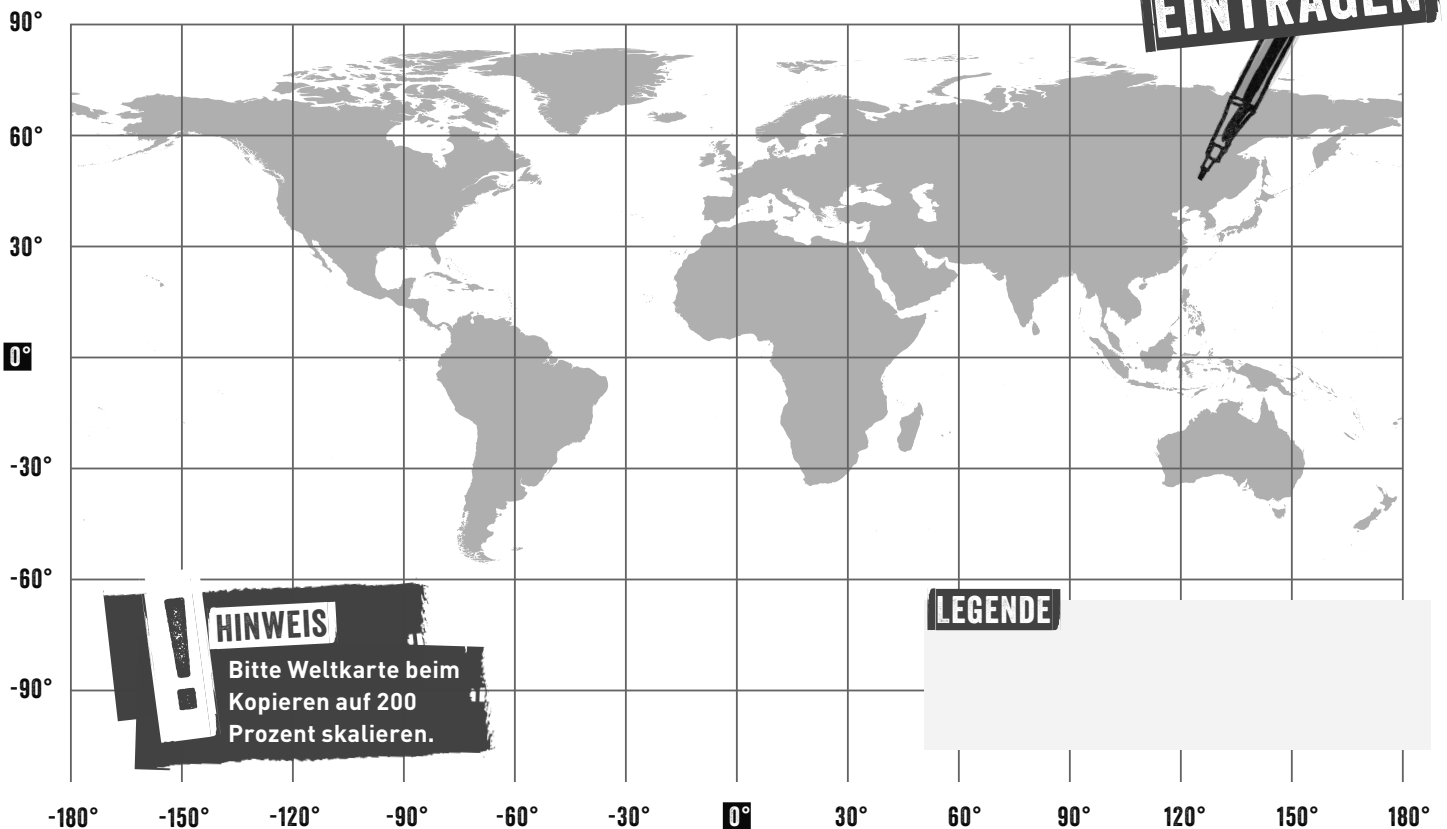 EINTRAGEN
90°
60°
30°
0°
-30°
-60°
-90°
HINWEIS
!
Bitte Weltkarte beim
Kopieren auf 200
Prozent skalieren.
LEGENDE
-180° -150° -120° -90° -60° -30° 0° 30° 60° 90° 120° 150° 180°